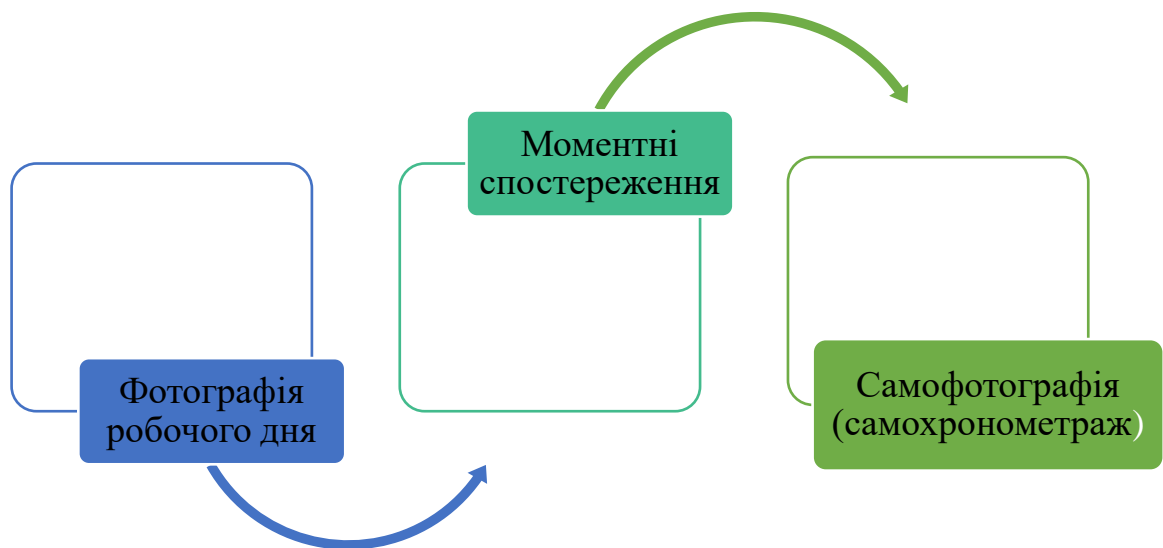 Фотографія
робочого дня
Моментні
спостереження
Самофотографія
(самохронометраж)